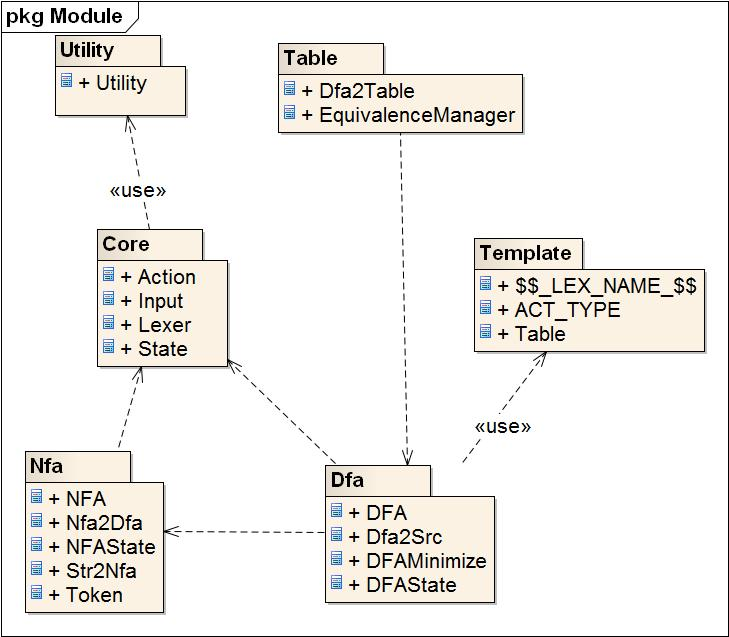 pkg Module
Utility
+ Utility
Table
+ Dfa2Table
+ EquivalenceManager
«use»
Core
+ Action
+ Input
+ Lexer
+ State
Template
+ $$_LEX_NAME_$$
+ ACT_TYPE
+ Table
«use»
Nfa
+ NFA
+ Nfa2Dfa
+ NFAState
+ Str2Nfa
+ Token
Dfa
+ DFA
+ Dfa2Src
+ DFAMinimize
+ DFAState